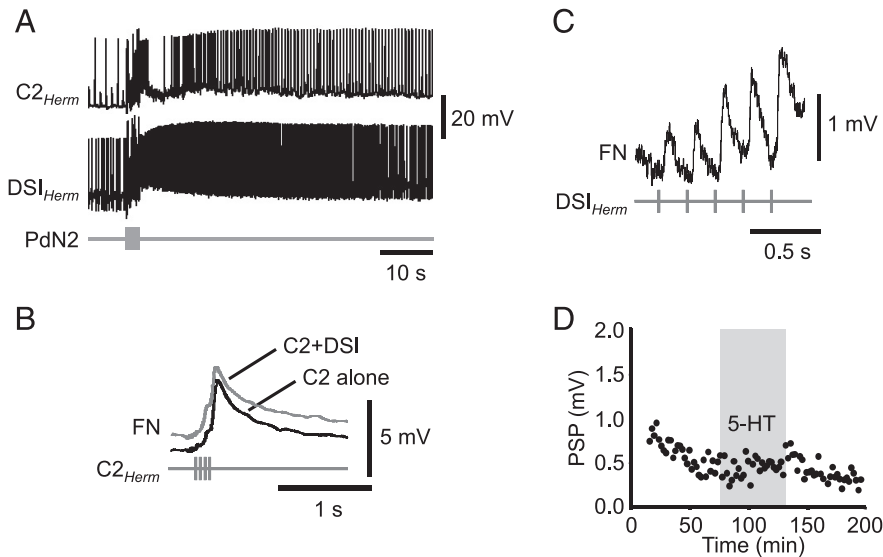 A
C2Herm
20 mV
DSIHerm
PdN2
10 s
B
C2+DSI
C2 alone
FN
5 mV
C2Herm
1 s
C
FN
1 mV
DSIHerm
0.5 s
D
2.0
1.5
1.0
0.5
0.0
PSP (mV)
5-HT
0 50 100 150 200
Time (min)